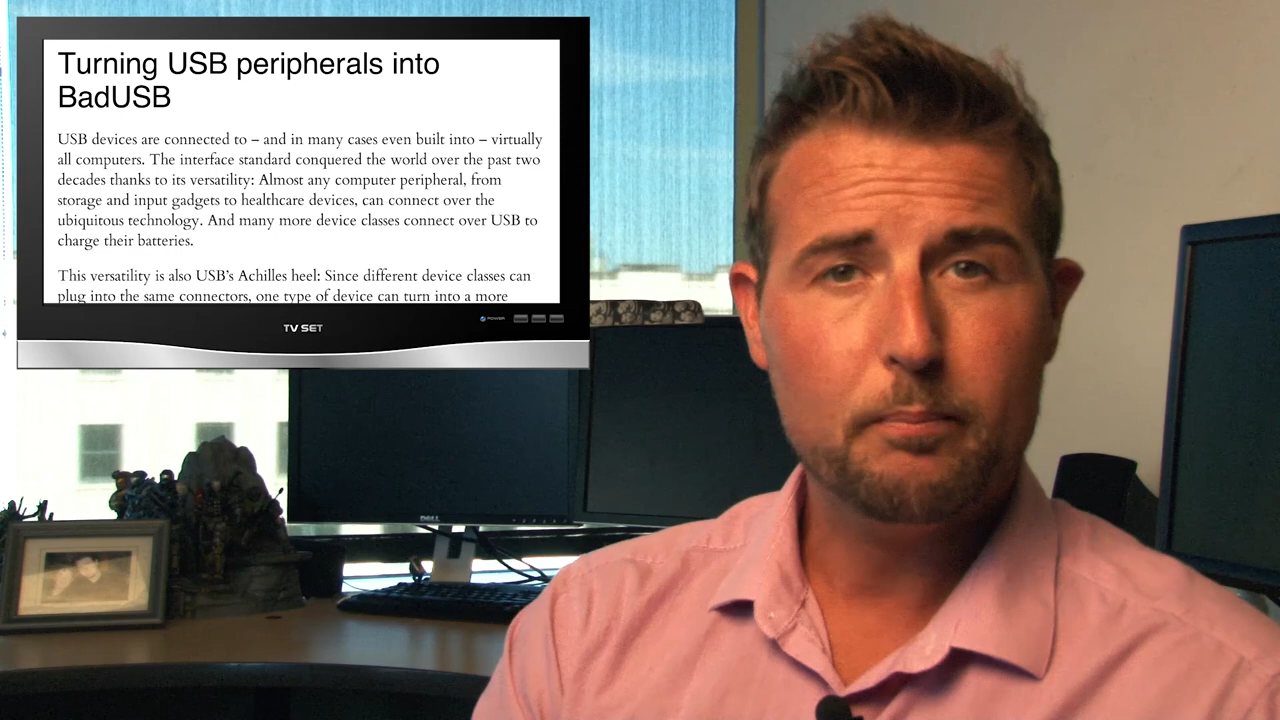 Turning USB peripherals into
BadUSB
USB devices are connected to – and in many cases even built into – virtually
all computers. The interface standard conquered the world over the past two
decades thanks to its versatility: Almost any computer peripheral, from
storage and input gadgets to healthcare devices, can connect over the
ubiquitous technology. And many more device classes connect over USB to
charge their batteries.
This versatility is also USB's Achilles heel: Since different device classes can
plug into the same connectors, one type of device can turn into a more
POWER
TV SET
DELL